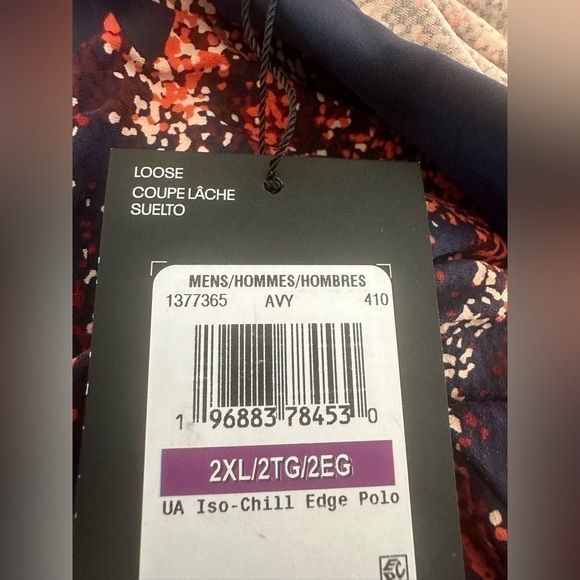 LOOSE
COUPE LÂCHE
SUELTO
MENS/HOMMES/HOMBRES
1377365 AVY 410
1 96883 78453 0
2XL/2TG/2EG
UA Iso-Chill Edge Polo